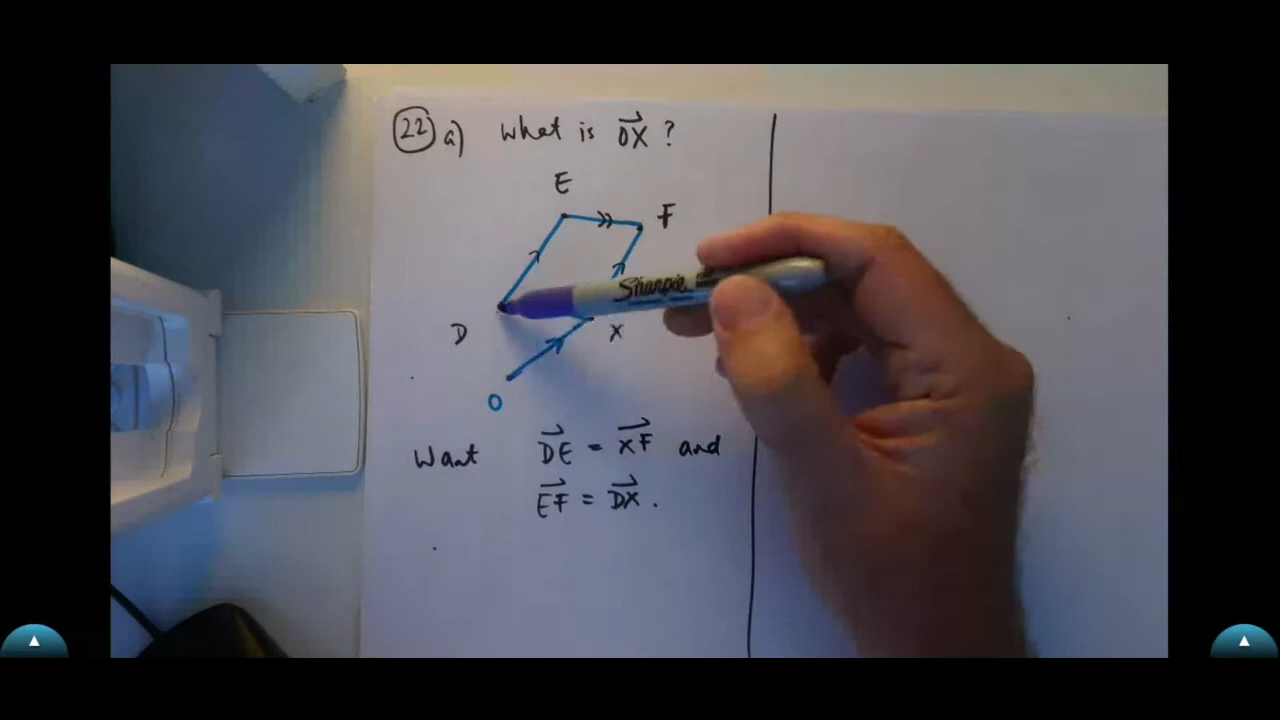 22 a) What is OX ?
E
F
Sharpie
D
X
O
Want DE = XF and
EF = DX .